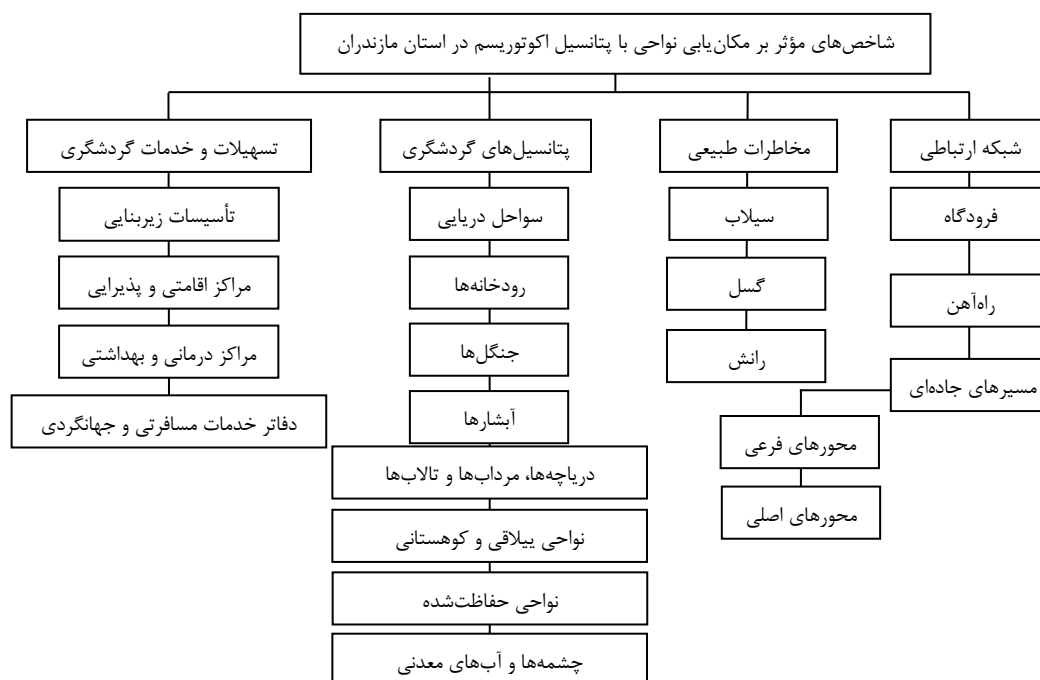 شاخص‌های مؤثر بر مکان‌یابی نواحی با پتانسیل اکوتوریسم در استان مازندران
شبکه ارتباطی
فرودگاه
راه‌آهن
مسیرهای جاده‌ای
محورهای فرعی
محورهای اصلی
مخاطرات طبیعی
سیلاب
گسل
رانش
پتانسیل‌های گردشگری
سواحل دریایی
رودخانه‌ها
جنگل‌ها
آبشارها
دریاچه‌ها، مرداب‌ها و تالاب‌ها
نواحی ییلاقی و کوهستانی
نواحی حفاظت‌شده
چشمه‌ها و آب‌های معدنی
تسهیلات و خدمات گردشگری
تأسیسات زیربنایی
مراکز اقامتی و پذیرایی
مراکز درمانی و بهداشتی
دفاتر خدمات مسافرتی و جهانگردی